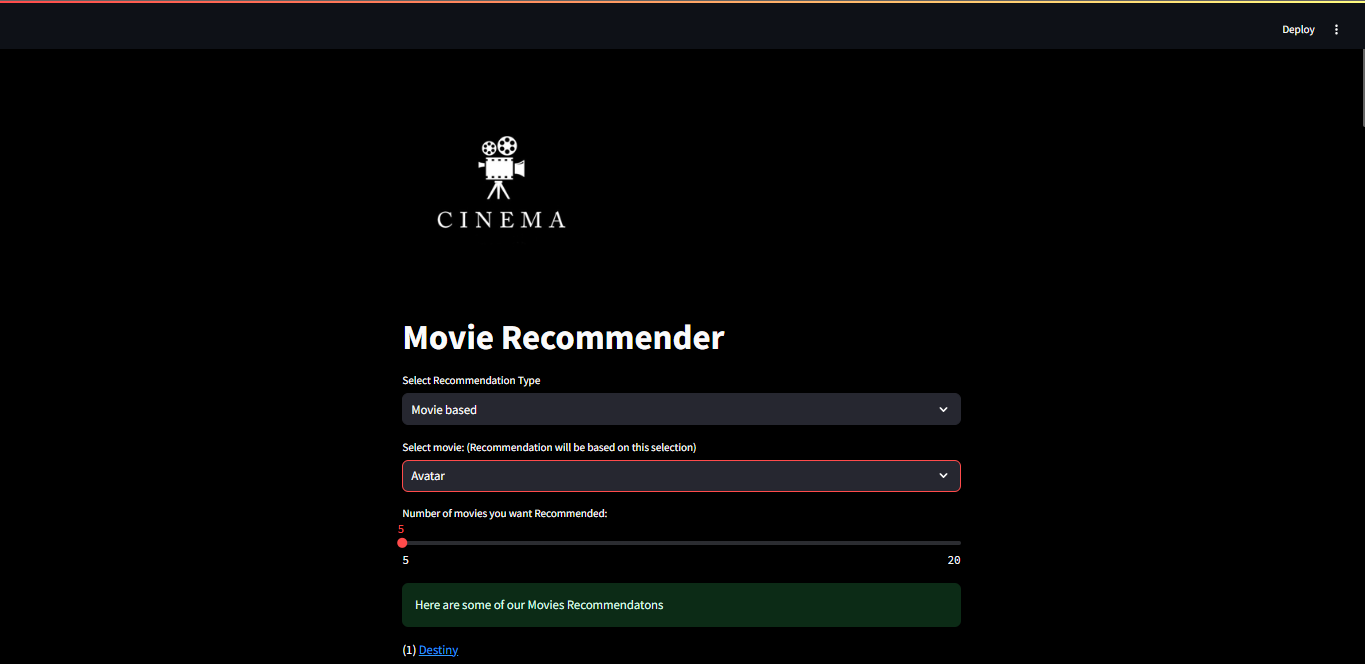 Deploy
CINEMA
Movie Recommender
Select Recommendation Type
Movie based
Select movie: (Recommendation will be based on this selection)
Avatar
Number of movies you want Recommended:
5
5 20
Here are some of our Movies Recommendatons
(1) Destiny